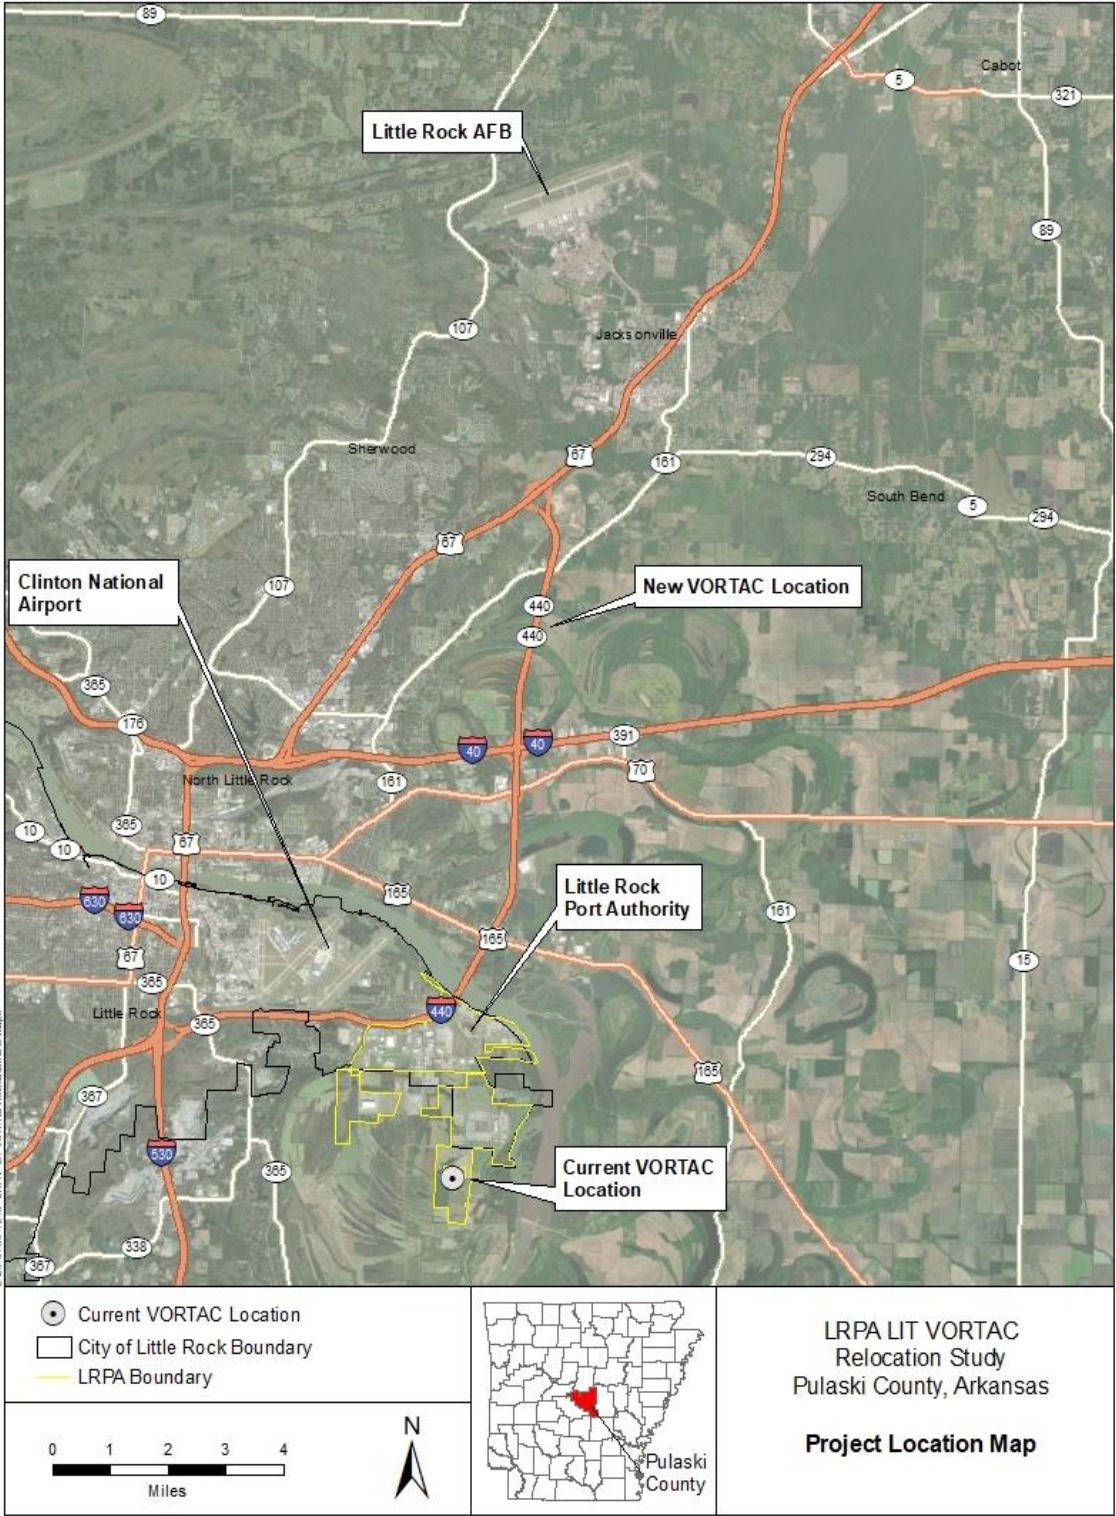 89
Cabot
5
321
Little Rock AFB
89
107
Jacksonville
Sherwood
67
161
294
South Bend
5
294
67
Clinton National
Airport
107
New VORTAC Location
440
440
365
176
40
40
391
70
North Little Rock
161
365
10
10
67
10
165
Little Rock
Port Authority
630
630
161
165
67
15
365
Little Rock
440
365
165
367
530
365
Current VORTAC
Location
338
367
Current VORTAC Location
City of Little Rock Boundary
LRPA Boundary
0 1 2 3 4
Miles
N
Pulaski
County
LRPA LIT VORTAC
Relocation Study
Pulaski County, Arkansas
Project Location Map